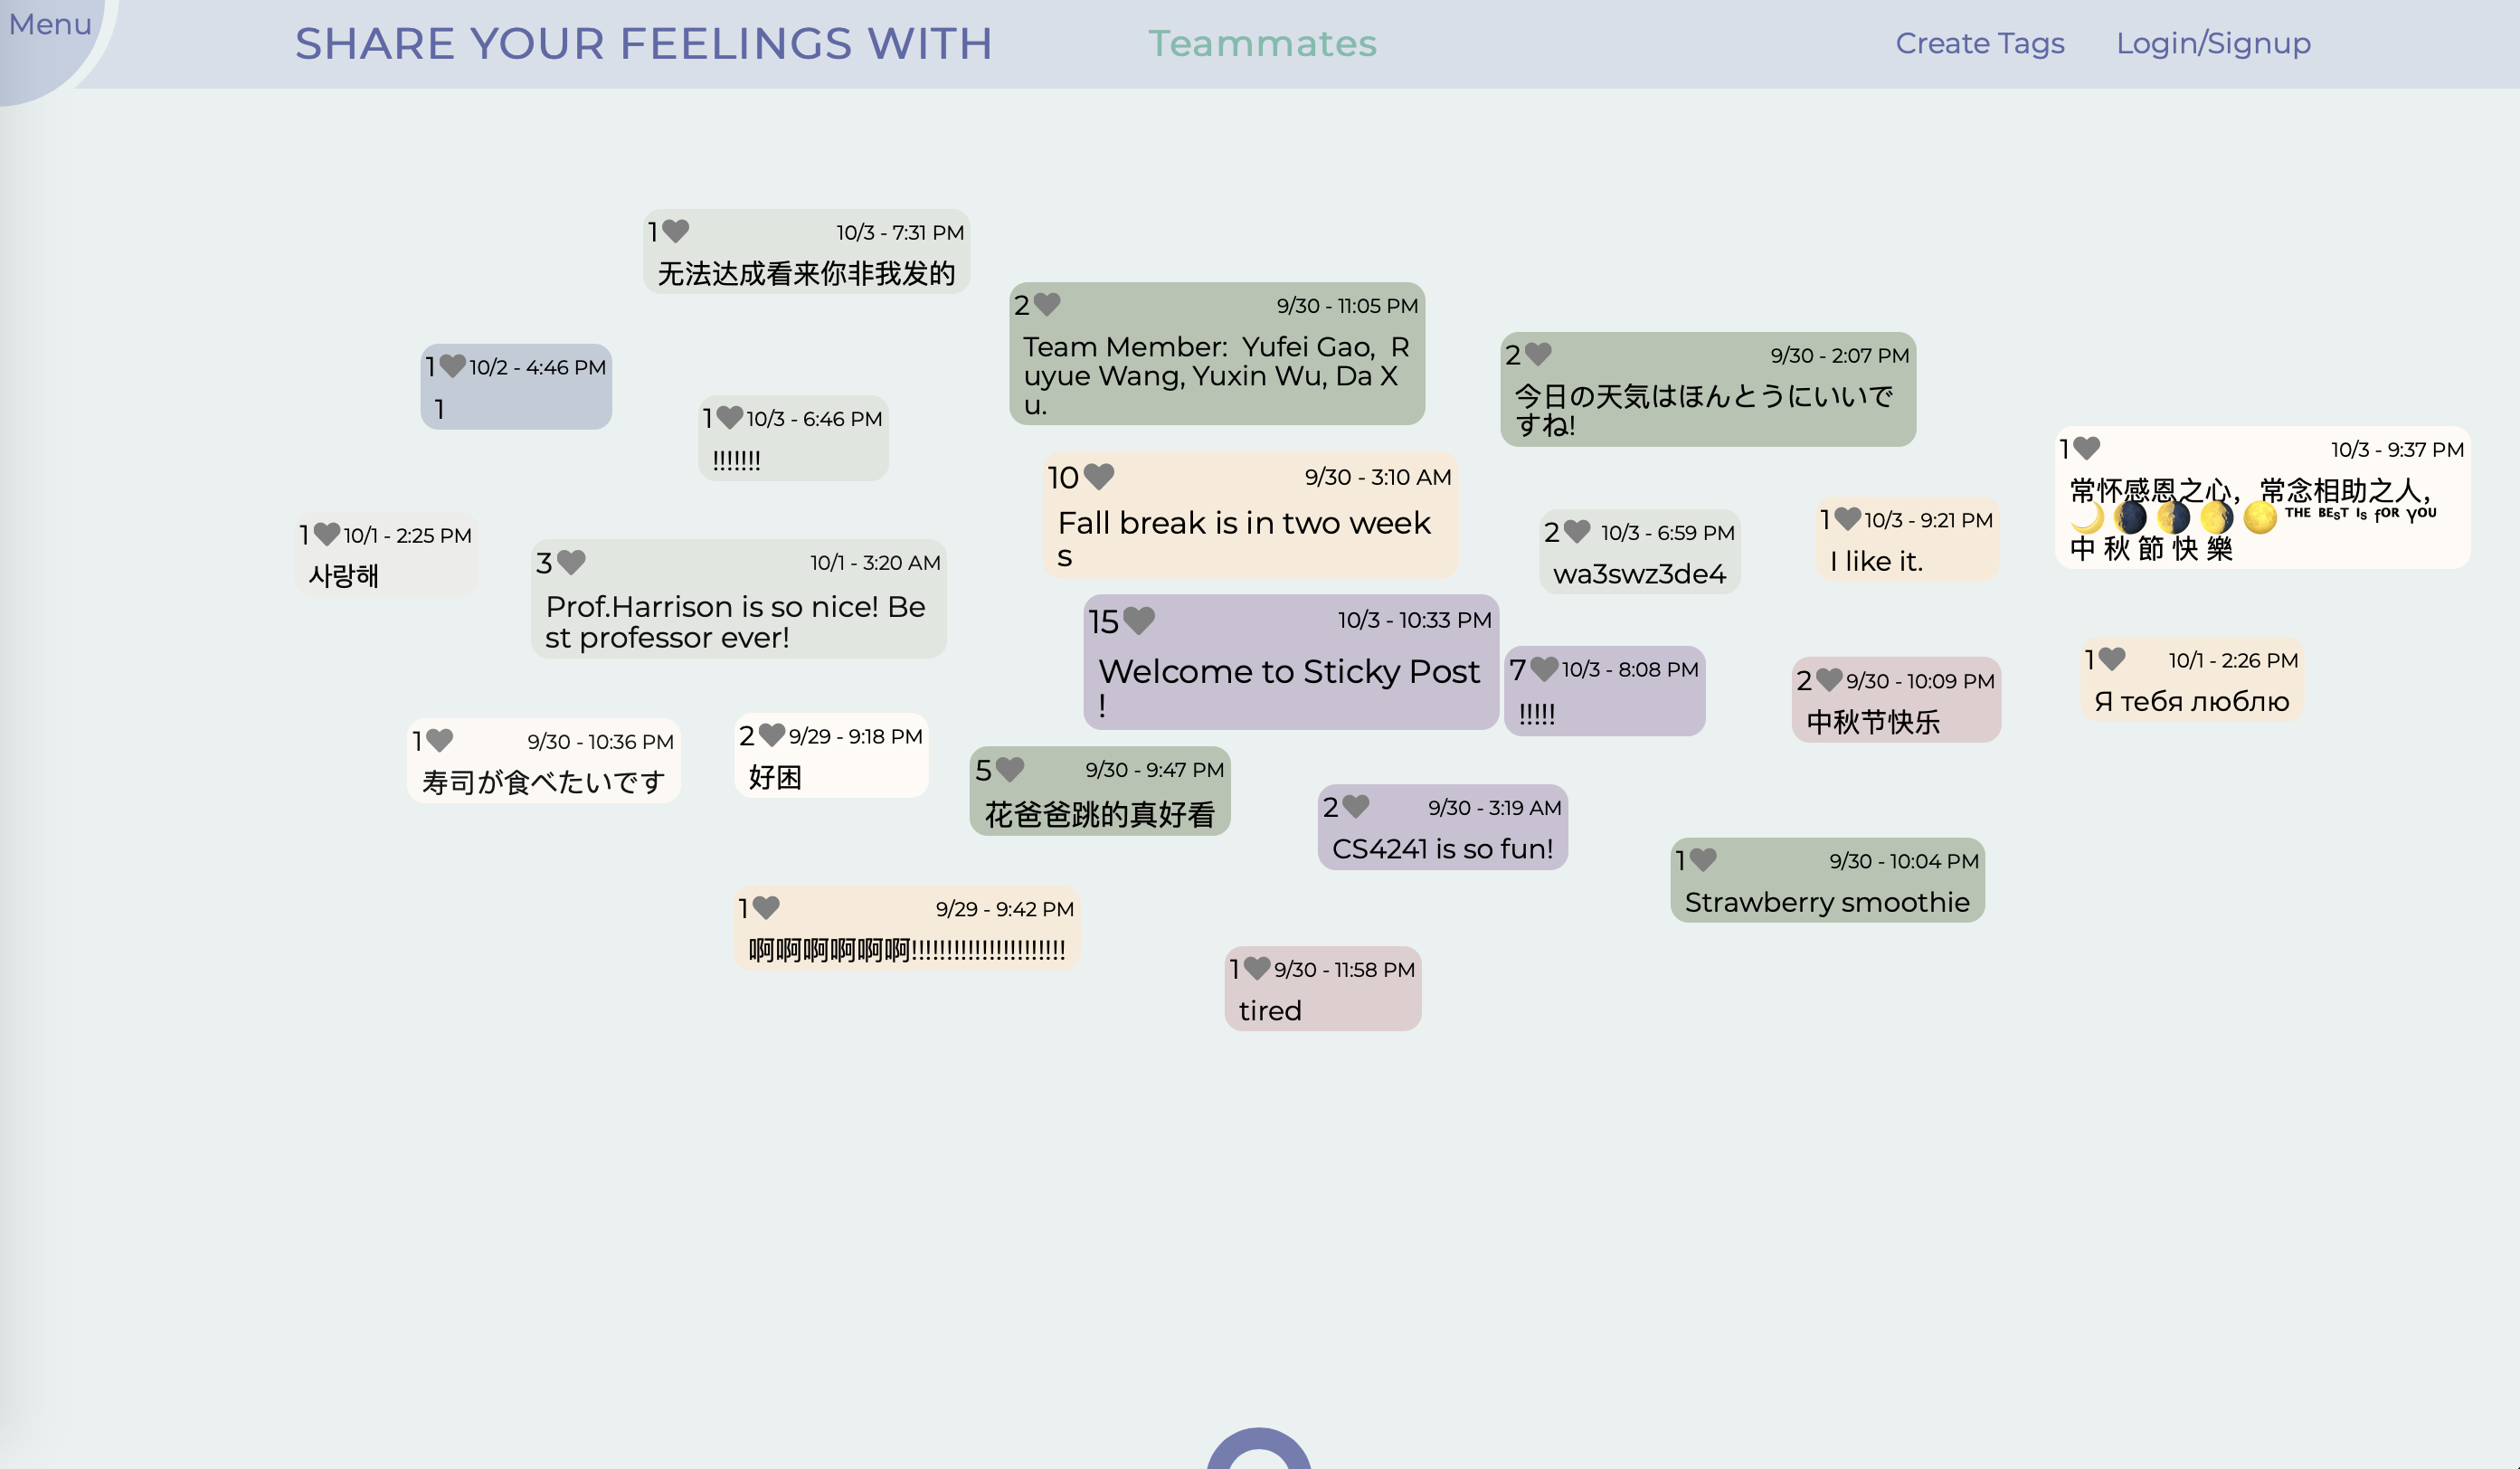 Menu
SHARE YOUR FEELINGS WITH
Teammates
Create Tags
Login/Signup
1 10/3 - 7:31 PM
无法达成看来你非我发的
2 9/30 - 11:05 PM
Team Member:  Yufei Gao,  R
uyue Wang, Yuxin Wu, Da X
u.
2 9/30 - 2:07 PM
今日の天気はほんとうにいいで
すね!
1 10/2 - 4:46 PM
1
1 10/3 - 6:46 PM
!!!!!!!
1 10/3 - 9:37 PM
常怀感恩之心，常念相助之人，
🌙🌒🌓🌔🌕 ᵀᴴᴱ ᴮᴱₛᵀ ᴵₛ fᴼᴿ ᵞᴼᵁ
中 秋 節 快 樂
10 9/30 - 3:10 AM
Fall break is in two week
s
2 10/3 - 6:59 PM
wa3swz3de4
1 10/3 - 9:21 PM
I like it.
1 10/1 - 2:25 PM
사랑해
3 10/1 - 3:20 AM
Prof.Harrison is so nice! Be
st professor ever!
15 10/3 - 10:33 PM
Welcome to Sticky Post
!
7 10/3 - 8:08 PM
!!!!!
2 9/30 - 10:09 PM
中秋节快乐
1 10/1 - 2:26 PM
Я тебя люблю
1 9/30 - 10:36 PM
寿司が食べたいです
2 9/29 - 9:18 PM
好困
5 9/30 - 9:47 PM
花爸爸跳的真好看
2 9/30 - 3:19 AM
CS4241 is so fun!
1 9/30 - 10:04 PM
Strawberry smoothie
1 9/29 - 9:42 PM
啊啊啊啊啊啊!!!!!!!!!!!!!!!!!!!!!!
1 9/30 - 11:58 PM
tired